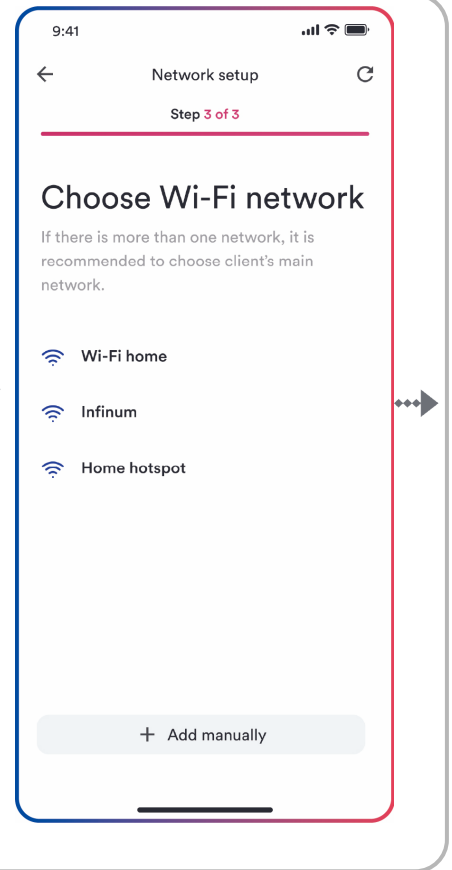 9:41
Network setup
Step 3 of 3
Choose Wi-Fi network
If there is more than one network, it is
recommended to choose client's main
network.
Wi-Fi home
Infinum
Home hotspot
+ Add manually